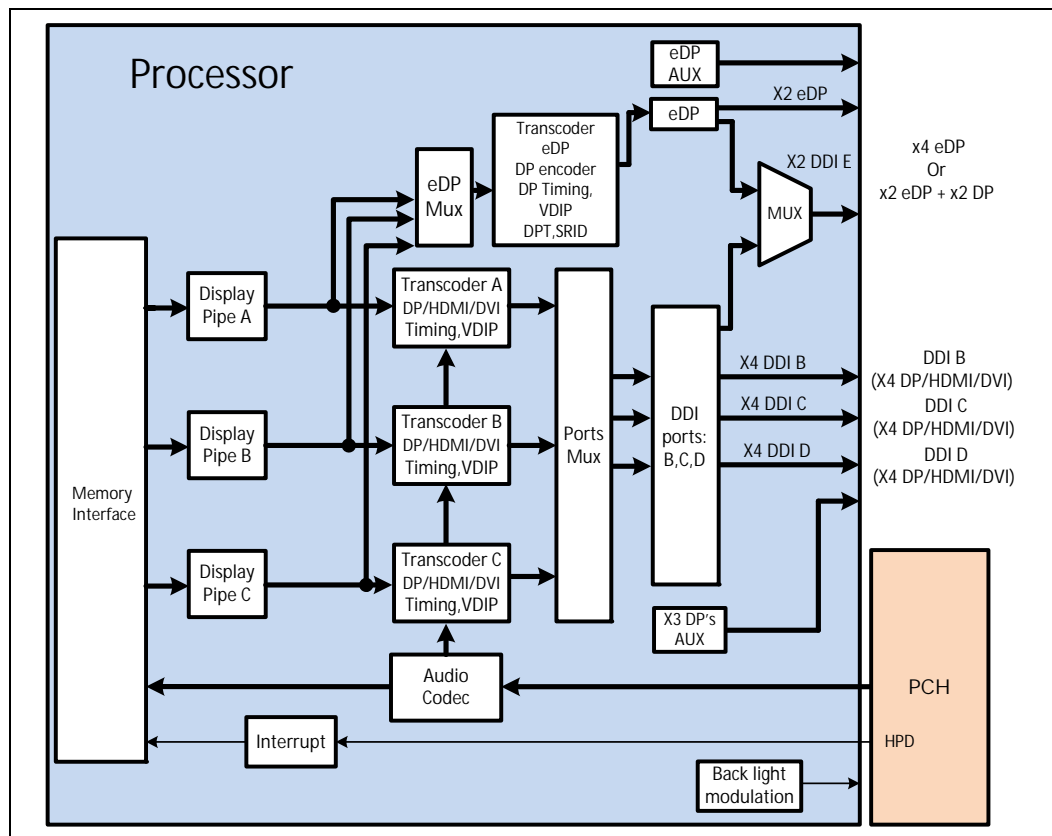 Processor
eDP
AUX
X2 eDP
eDP
Transcoder
eDP
DP encoder
DP Timing,
VDIP
DPT,SRID
eDP
Mux
X2 DDI E
MUX
x4 eDP
Or
x2 eDP + x2 DP
Memory
Interface
Display
Pipe A
Transcoder A
DP/HDMI/DVI
Timing,VDIP
Display
Pipe B
Transcoder B
DP/HDMI/DVI
Timing,VDIP
Display
Pipe C
Transcoder C
DP/HDMI/DVI
Timing,VDIP
Ports
Mux
DDI
ports:
B,C,D
X4 DDI B
X4 DDI C
X4 DDI D
DDI B
(X4 DP/HDMI/DVI)
DDI C
(X4 DP/HDMI/DVI)
DDI D
(X4 DP/HDMI/DVI)
X3 DP's
AUX
Audio
Codec
Interrupt
Back light
modulation
PCH
HPD